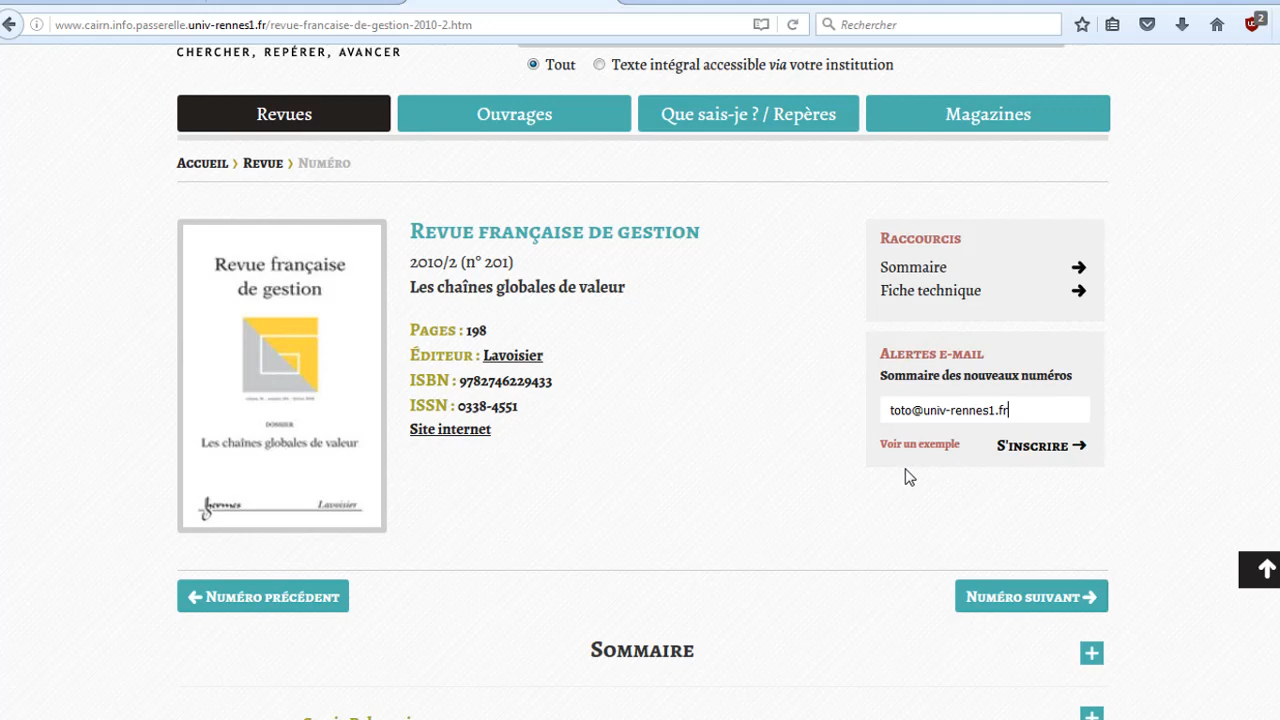 www.cairn.info.passerelle.univ-rennes1.fr/revue-francaise-de-gestion-2010-2.htm
Rechercher
2
CHERCHER, REPÉRER, AVANCER
Tout
Texte intégral accessible via votre institution
Revues
Ouvrages
Que sais-je ? / Repères
Magazines
Accueil › Revue › Numéro
Revue française
de gestion
DOSSIER
Les chaînes globales de valeur
hermes
Lavoisier
Revue française de gestion
2010/2 (n° 201)
Les chaînes globales de valeur
Pages : 198
Éditeur : Lavoisier
ISBN : 9782746229433
ISSN : 0338-4551
Site internet
Raccourcis
Sommaire
Fiche technique
Alertes e-mail
Sommaire des nouveaux numéros
toto@univ-rennes1.fr
Voir un exemple
S'inscrire
Numéro précédent
Numéro suivant
Sommaire